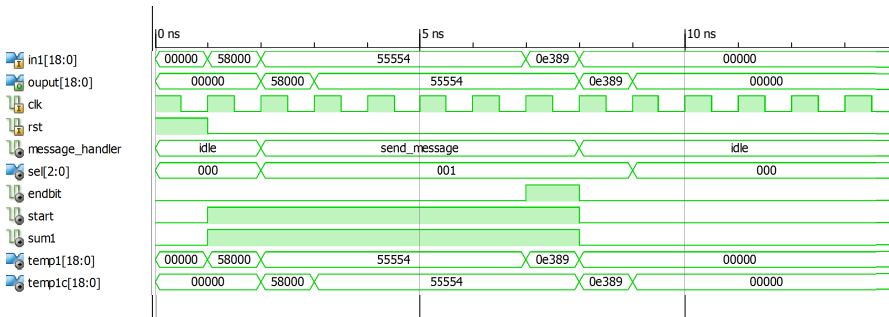 0 ns 5 ns 10 ns
in1[18:0] 00000 58000 55554 0e389 00000
ouput[18:0] 00000 58000 55554 0e389 00000
clk
rst
message_handler idle send_message idle
sel[2:0] 000 001 000
endbit
start
sum1
temp1[18:0] 00000 58000 55554 0e389 00000
temp1c[18:0] 00000 58000 55554 0e389 00000